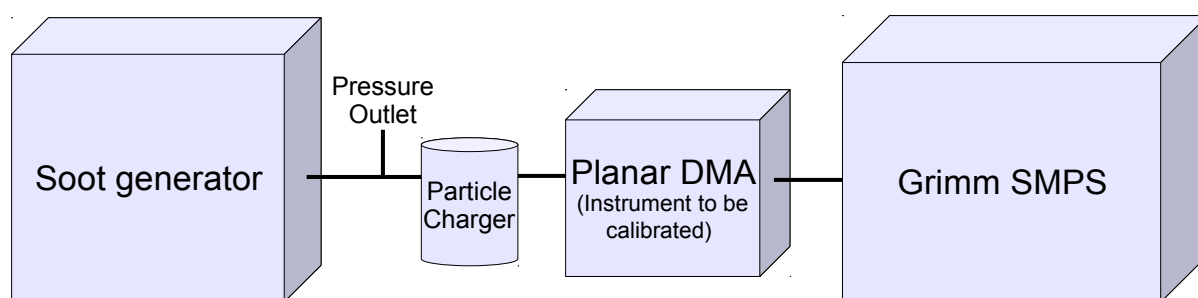 Soot generator
Pressure
Outlet
Particle
Charger
Planar DMA
(Instrument to be
calibrated)
Grimm SMPS